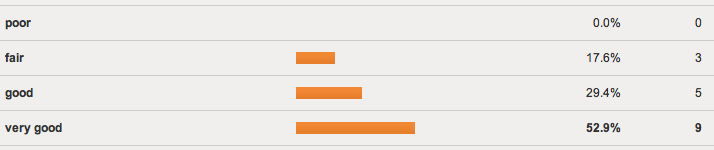 poor 0.0% 0
fair 17.6% 3
good 29.4% 5
very good 52.9% 9